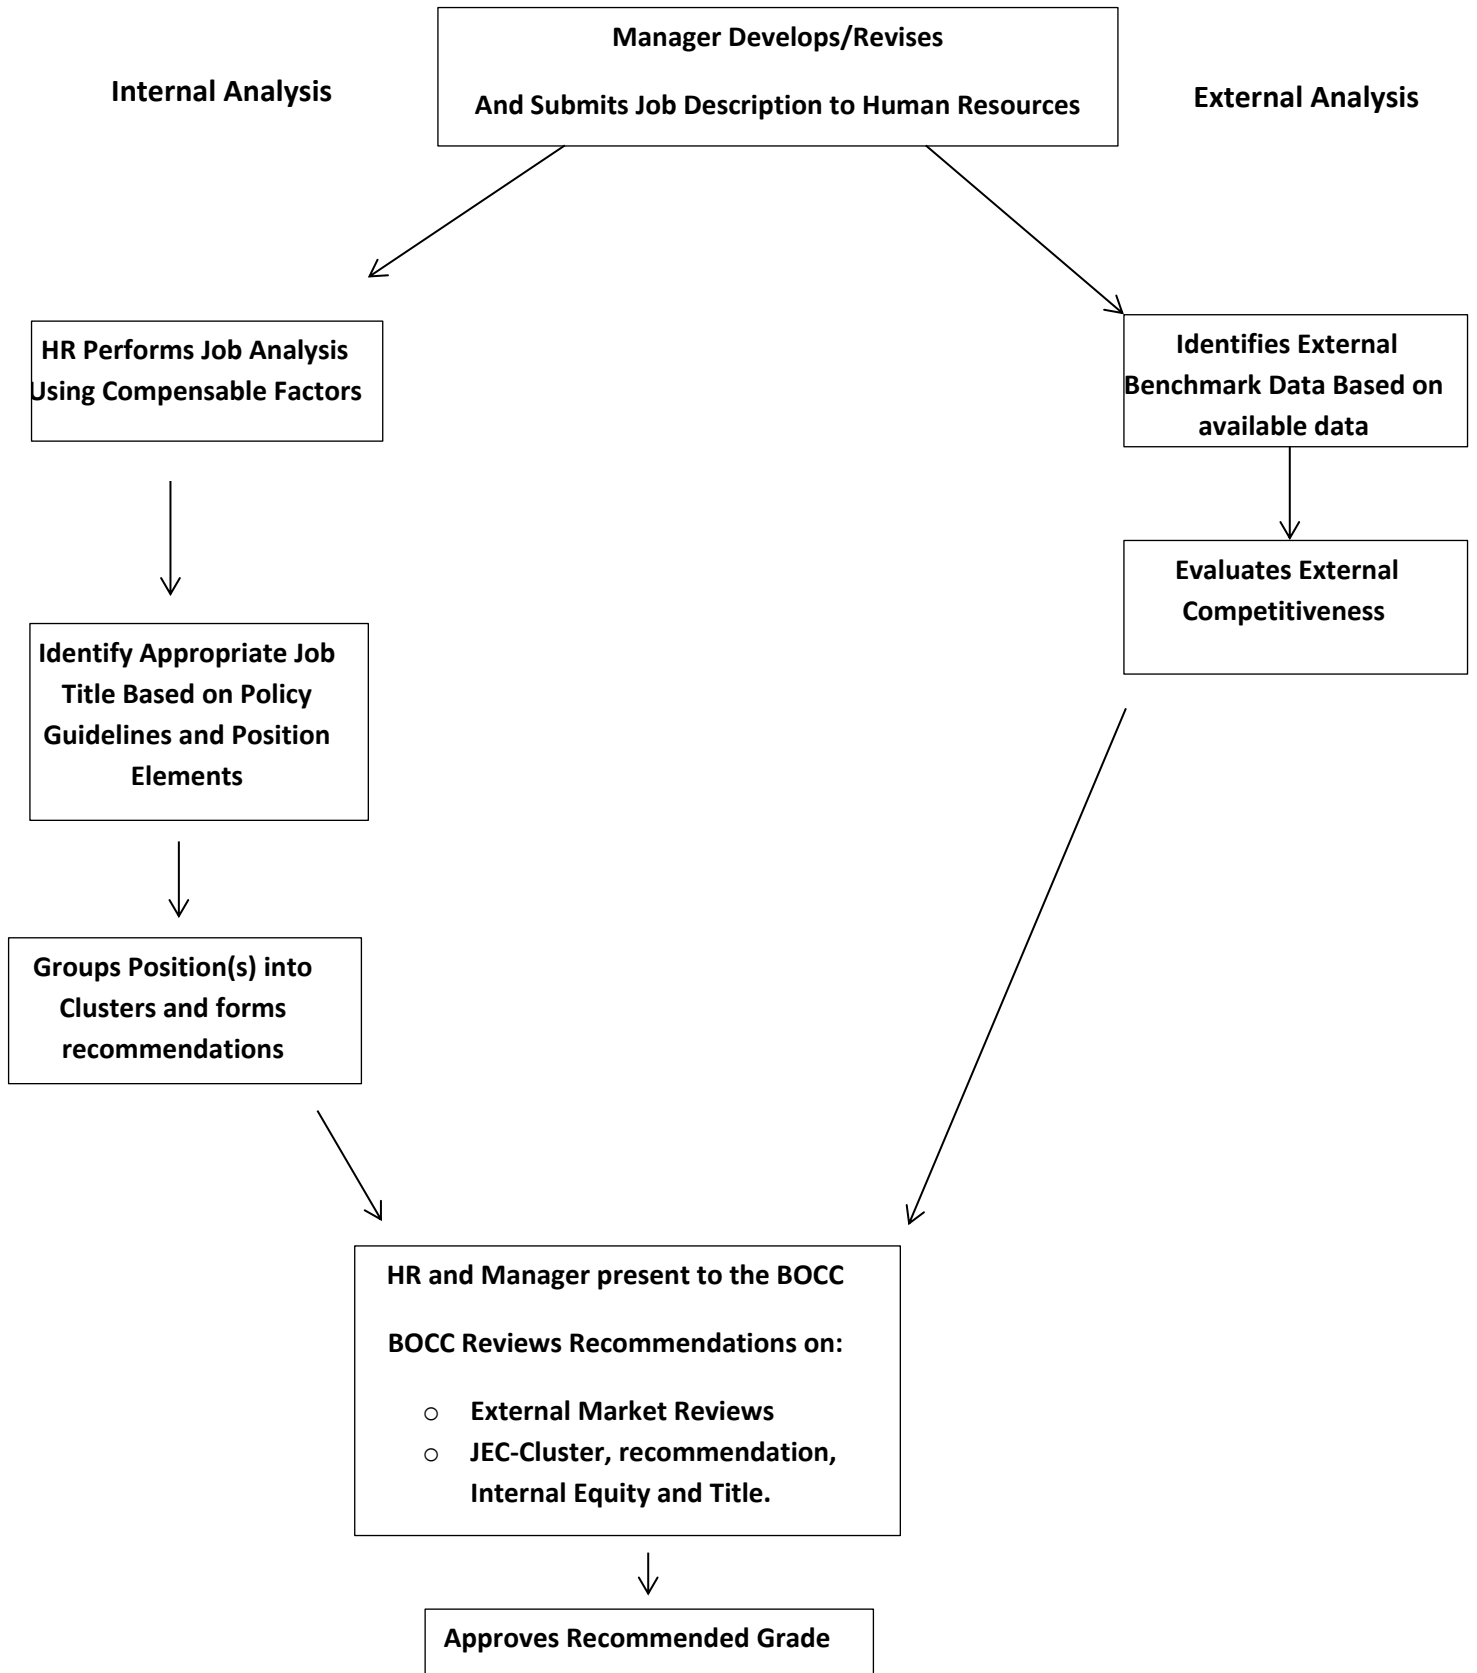 Manager Develops/Revises
And Submits Job Description to Human Resources
Internal Analysis
External Analysis
HR Performs Job Analysis
Using Compensable Factors
Identifies External
Benchmark Data Based on
available data
Evaluates External
Competitiveness
Identify Appropriate Job
Title Based on Policy
Guidelines and Position
Elements
Groups Position(s) into
Clusters and forms
recommendations
HR and Manager present to the BOCC
BOCC Reviews Recommendations on:
o External Market Reviews
o JEC-Cluster, recommendation,
Internal Equity and Title.
Approves Recommended Grade